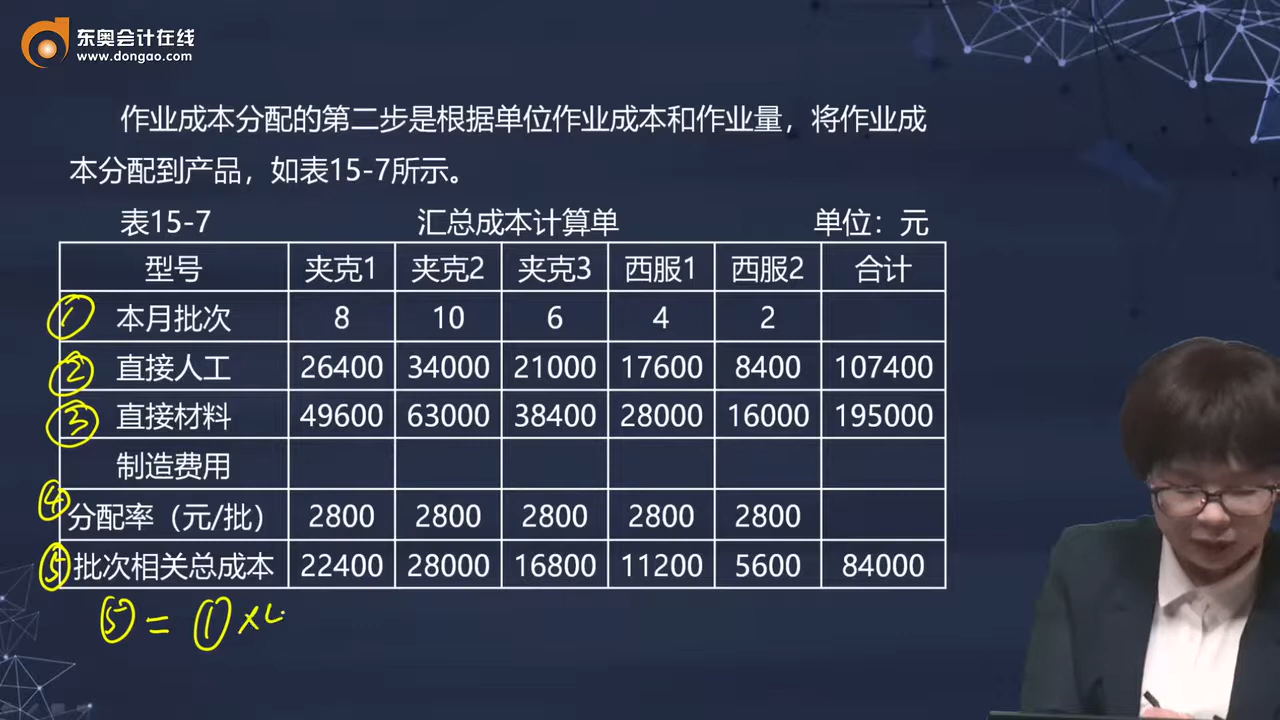 东奥会计在线
www.dongao.com
作业成本分配的第二步是根据单位作业成本和作业量，将作业成
本分配到产品，如表15-7所示。
表15-7 汇总成本计算单 单位：元
型号 夹克1 夹克2 夹克3 西服1 西服2 合计
① 本月批次 8 10 6 4 2
② 直接人工 26400 34000 21000 17600 8400 107400
③ 直接材料 49600 63000 38400 28000 16000 195000
制造费用
④ 分配率（元/批） 2800 2800 2800 2800 2800
⑤ 批次相关总成本 22400 28000 16800 11200 5600 84000
⑤ = ① ×